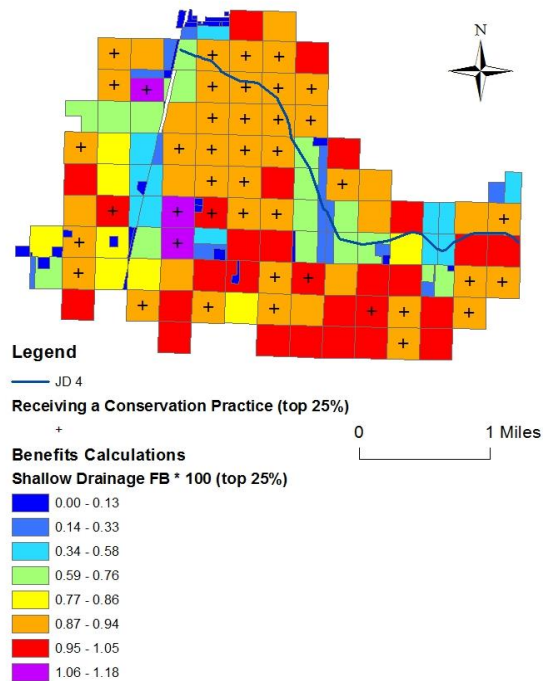 N
Legend
JD 4
Receiving a Conservation Practice (top 25%)
+
0 1 Miles
Benefits Calculations
Shallow Drainage FB * 100 (top 25%)
0.00 - 0.13
0.14 - 0.33
0.34 - 0.58
0.59 - 0.76
0.77 - 0.86
0.87 - 0.94
0.95 - 1.05
1.06 - 1.18